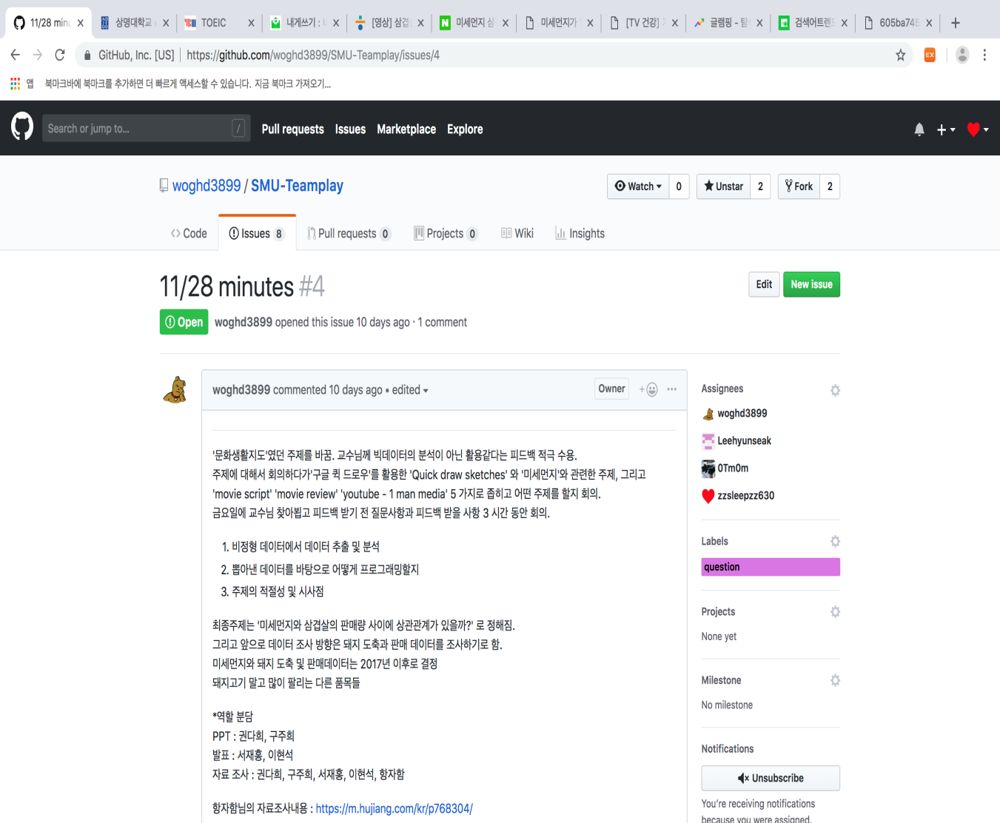 11/28 min
상명대학교
TOEIC
내게쓰기 :
[영상] 삼겹
미세먼지 삼
미세먼지가
[TV 건강]
글램핑 - 탐
검색어트렌드
605ba745
GitHub, Inc. [US] https://github.com/woghd3899/SMU-Teamplay/issues/4
앱 북마크바에 북마크를 추가하면 더 빠르게 액세스할 수 있습니다. 지금 북마크 가져오기...
Search or jump to... / Pull requests Issues Marketplace Explore
woghd3899 / SMU-Teamplay Watch 0 Unstar 2 Fork 2
Code Issues 8 Pull requests 0 Projects 0 Wiki Insights
11/28 minutes #4 Edit New issue
Open woghd3899 opened this issue 10 days ago · 1 comment
woghd3899 commented 10 days ago • edited Owner
'문화생활지도'였던 주제를 바꿈. 교수님께 빅데이터의 분석이 아닌 활용같다는 피드백 적극 수용.
주제에 대해서 회의하다가'구글 퀵 드로우'를 활용한 'Quick draw sketches' 와 '미세먼지'와 관련한 주제, 그리고
'movie script' 'movie review' 'youtube - 1 man media' 5 가지로 좁히고 어떤 주제를 할지 회의.
금요일에 교수님 찾아뵙고 피드백 받기 전 질문사항과 피드백 받을 사항 3 시간 동안 회의.
1. 비정형 데이터에서 데이터 추출 및 분석
2. 뽑아낸 데이터를 바탕으로 어떻게 프로그래밍할지
3. 주제의 적절성 및 시사점
최종주제는 '미세먼지와 삼겹살의 판매량 사이에 상관관계가 있을까?' 로 정해짐.
그리고 앞으로 데이터 조사 방향은 돼지 도축과 판매 데이터를 조사하기로 함.
미세먼지와 돼지 도축 및 판매데이터는 2017년 이후로 결정
돼지고기 말고 많이 팔리는 다른 품목들
*역할 분담
PPT : 권다희, 구주희
발표 : 서재홍, 이현석
자료 조사 : 권다희, 구주희, 서재홍, 이현석, 항자함
항자함님의 자료조사내용 : https://m.hujiang.com/kr/p768304/
Assignees
woghd3899
Leehyunseak
0Tm0m
zzsleepzz630
Labels
question
Projects
None yet
Milestone
No milestone
Notifications
Unsubscribe
You're receiving notifications
because you were assigned.